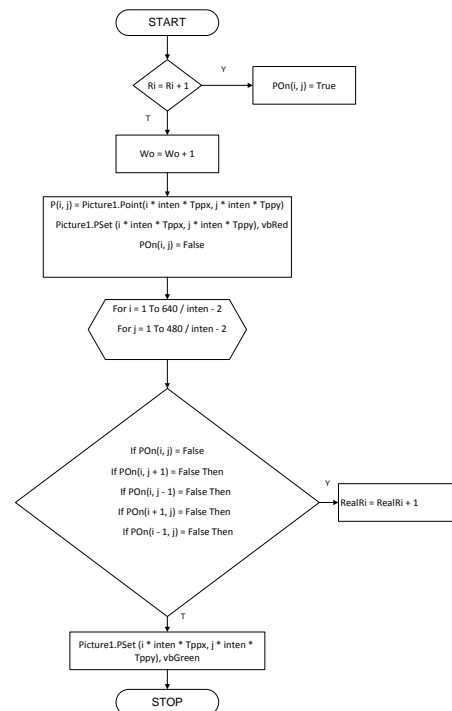 START
Ri = Ri + 1
Y
POn(i, j) = True
T
Wo = Wo + 1
P(i, j) = Picture1.Point(i * inten * Tppx, j * inten * Tppy)
Picture1.PSet (i * inten * Tppx, j * inten * Tppy), vbRed
POn(i, j) = False
For i = 1 To 640 / inten - 2
For j = 1 To 480 / inten - 2
If POn(i, j) = False
If POn(i, j + 1) = False Then
If POn(i, j - 1) = False Then
If POn(i + 1, j) = False Then
If POn(i - 1, j) = False Then
Y
RealRi = RealRi + 1
T
Picture1.PSet (i * inten * Tppx, j * inten *
Tppy), vbGreen
STOP